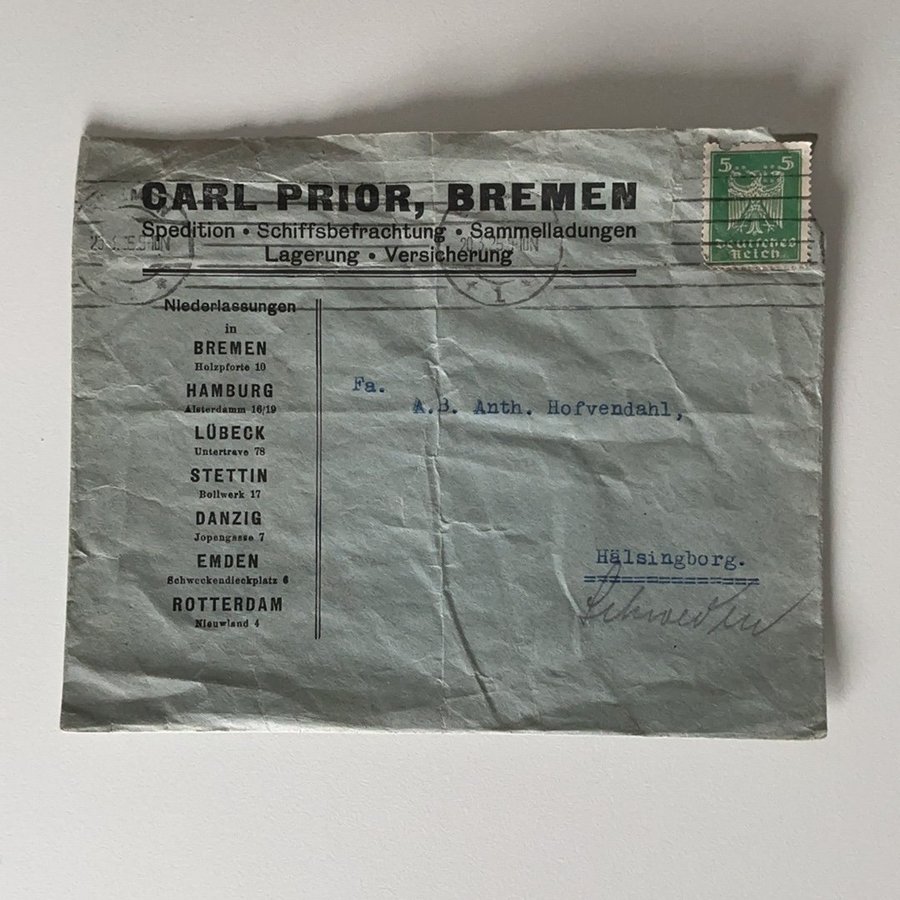 CARL PRIOR, BREMEN
Spedition • Schiffsbefrachtung • Sammelladungen
Lagerung • Versicherung
5 5
Deutsches
Reich
Niederlassungen
in
BREMEN
Holzpforte 10
HAMBURG
Alsterdamm 16/19
LÜBECK
Untertrave 78
STETTIN
Bollwerk 17
DANZIG
Jopengasse 7
EMDEN
Schweckendieckplatz 6
ROTTERDAM
Nieuwland 4
Fa.
A.B. Anth. Hofvendahl,
Hälsingborg.
Schweden